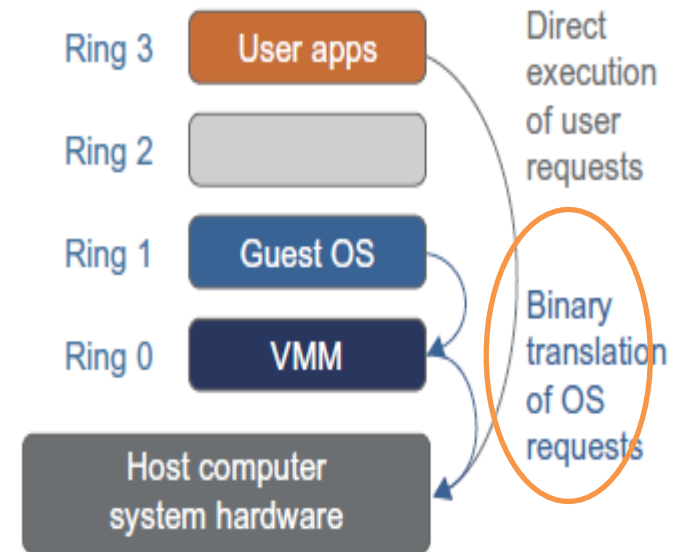 Ring 3
User apps
Direct
execution
of user
requests
Ring 2
Ring 1
Guest OS
Ring 0
VMM
Binary
translation
of OS
requests
Host computer
system hardware